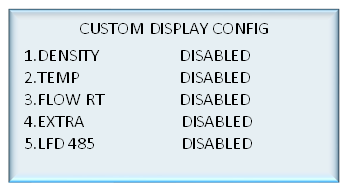 CUSTOM DISPLAY CONFIG
1.DENSITY DISABLED
2.TEMP DISABLED
3.FLOW RT DISABLED
4.EXTRA DISABLED
5.LFD 485 DISABLED